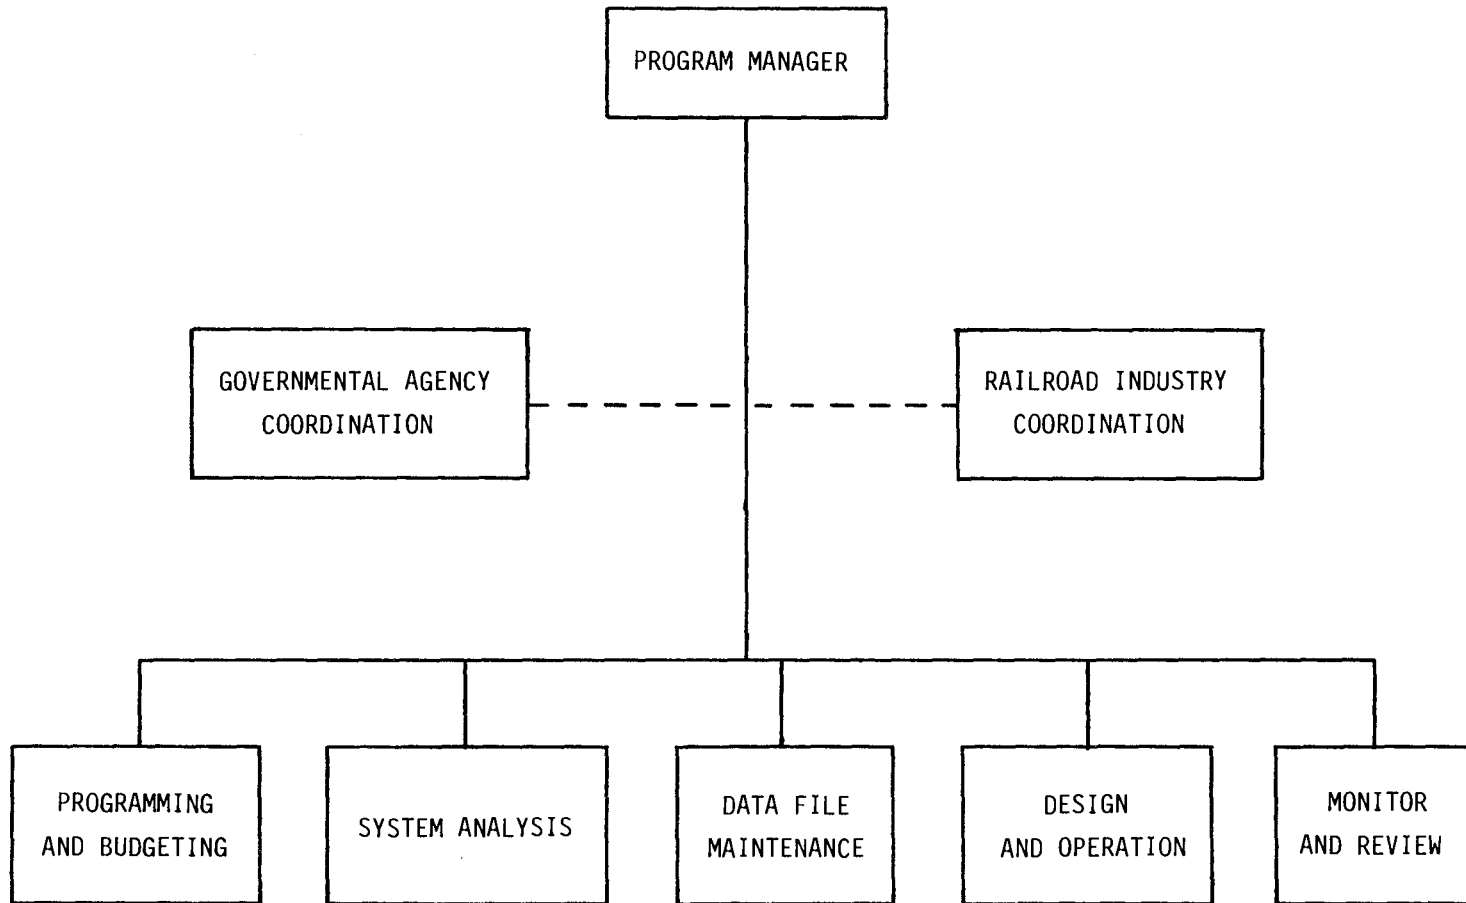 PROGRAM MANAGER
GOVERNMENTAL AGENCY
COORDINATION
RAILROAD INDUSTRY
COORDINATION
PROGRAMMING
AND BUDGETING
SYSTEM ANALYSIS
DATA FILE
MAINTENANCE
DESIGN
AND OPERATION
MONITOR
AND REVIEW